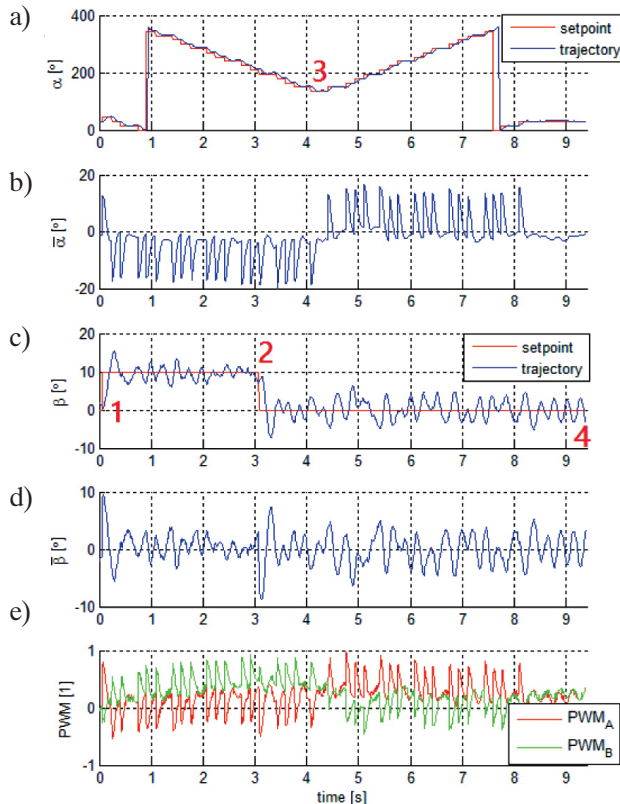 a)
400
200
0
α [°]
3
setpoint
trajectory
0 1 2 3 4 5 6 7 8 9
b)
20
0
-20
α̅ [°]
0 1 2 3 4 5 6 7 8 9
c)
20
10
0
-10
β [°]
1
2
4
setpoint
trajectory
0 1 2 3 4 5 6 7 8 9
d)
10
0
-10
β̅ [°]
0 1 2 3 4 5 6 7 8 9
e)
1
0
-1
PWM [1]
PWM_A
PWM_B
0 1 2 3 4 5 6 7 8 9
time [s]